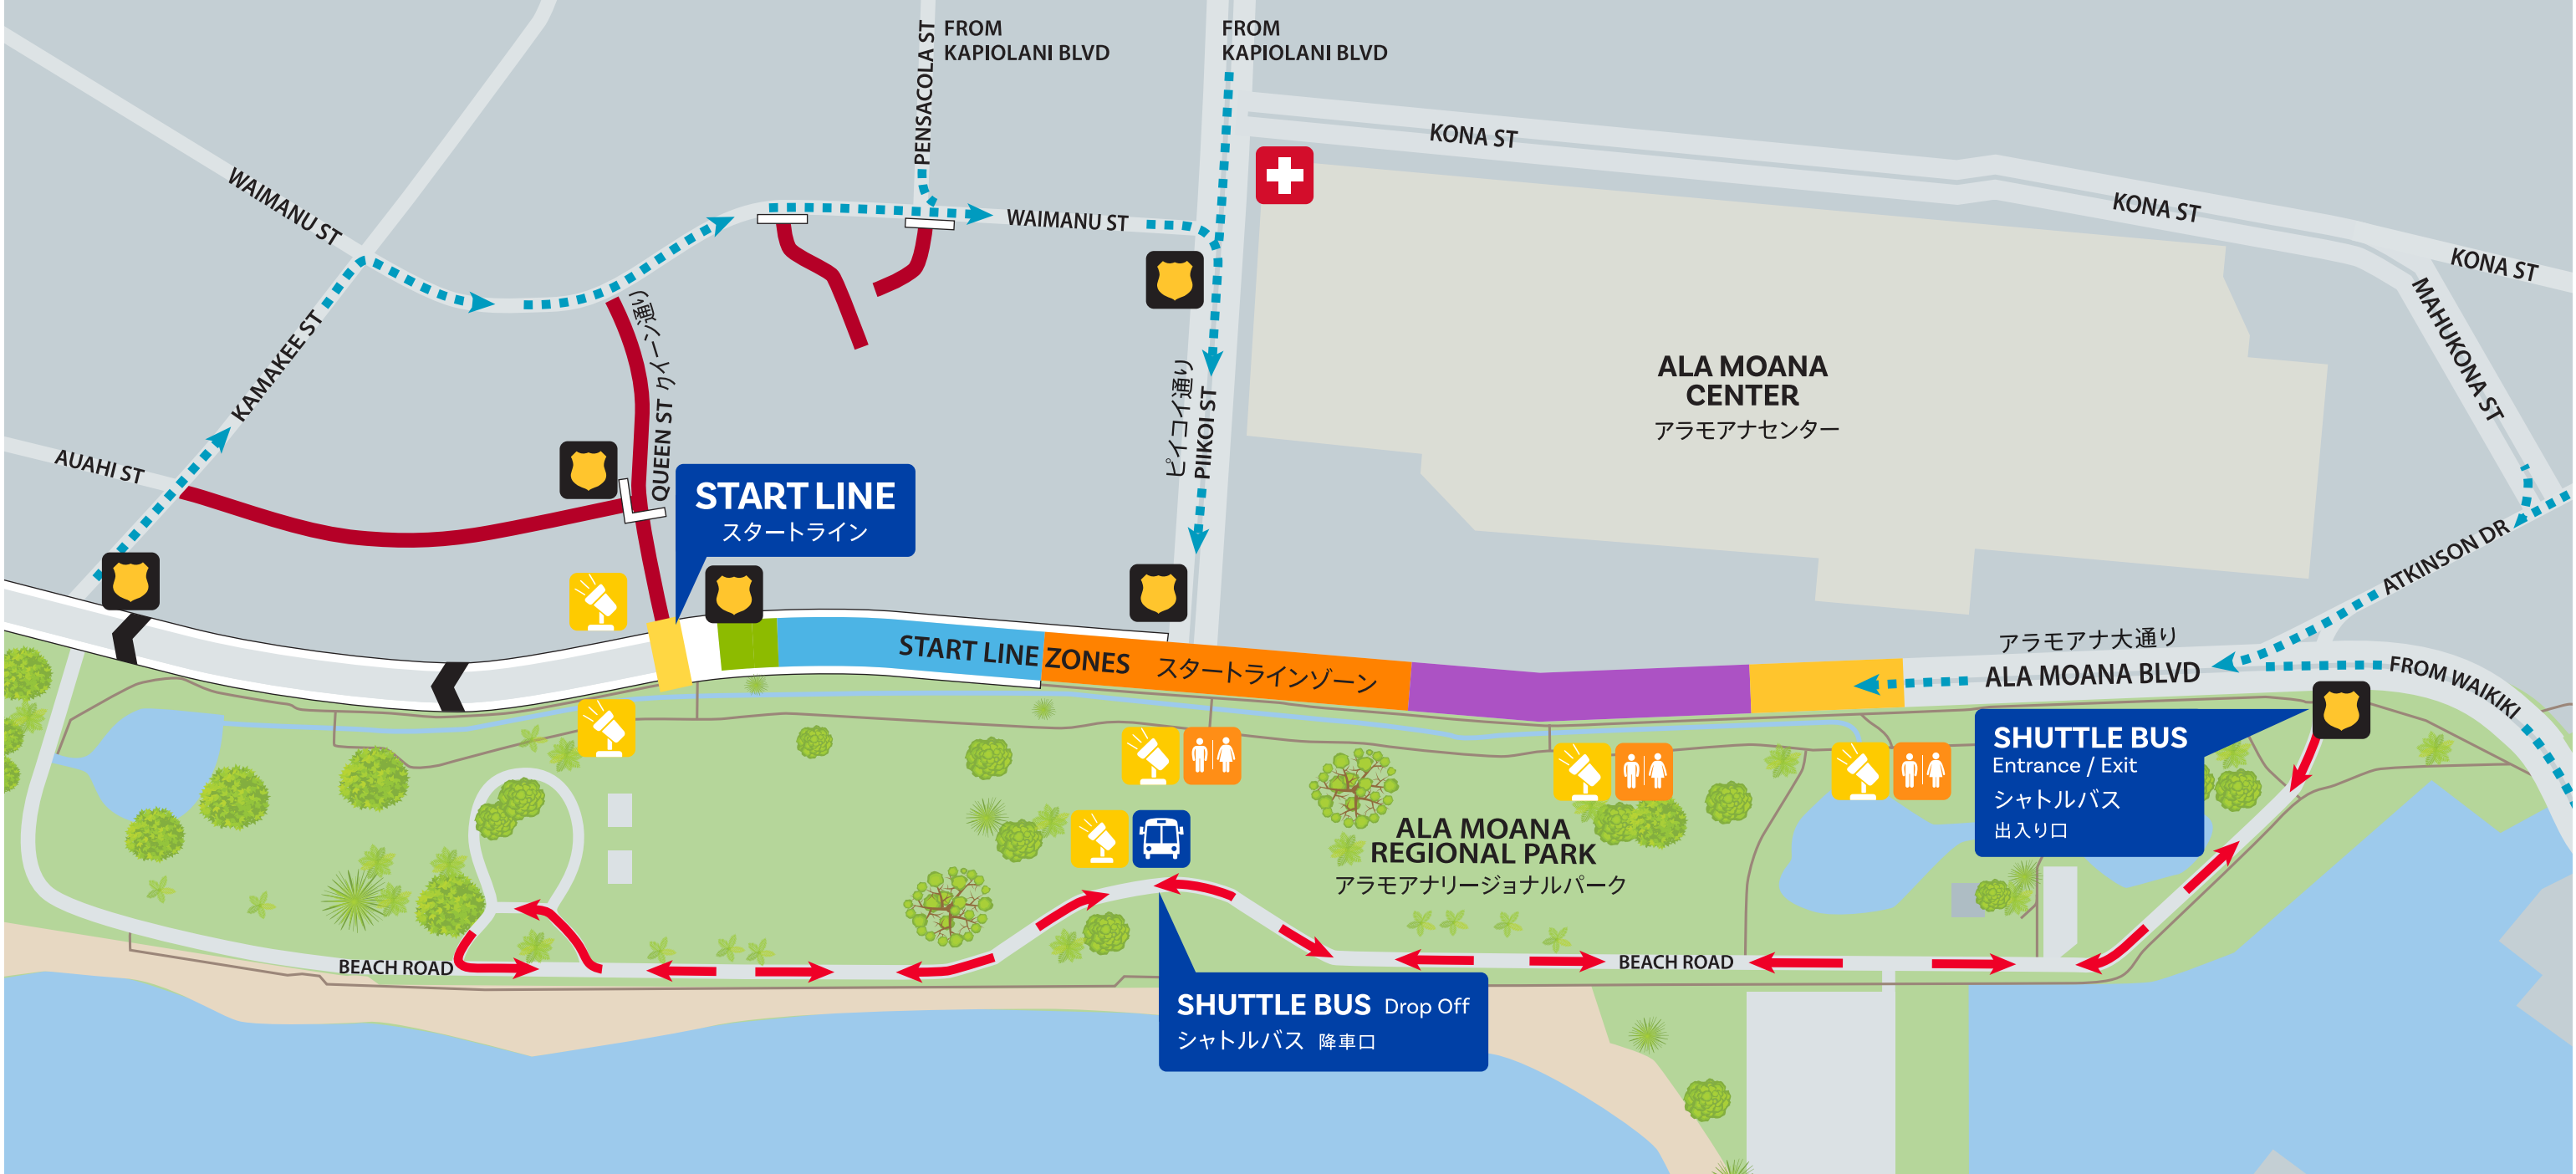 PENSACOLA ST
FROM
KAPIOLANI BLVD
FROM
KAPIOLANI BLVD
KONA ST
KONA ST
KONA ST
WAIMANU ST
WAIMANU ST
MAHUKONA ST
KAMAKEE ST
QUEEN ST クイーン通り
ピイコイ通り
PIIKOI ST
ALA MOANA
CENTER
アラモアナセンター
AUAHI ST
START LINE
スタートライン
ATKINSON DR
START LINE ZONES スタートラインゾーン
アラモアナ大通り
ALA MOANA BLVD
FROM WAIKIKI
SHUTTLE BUS
Entrance / Exit
シャトルバス
出入り口
ALA MOANA
REGIONAL PARK
アラモアナリージョナルパーク
BEACH ROAD
BEACH ROAD
SHUTTLE BUS Drop Off
シャトルバス 降車口